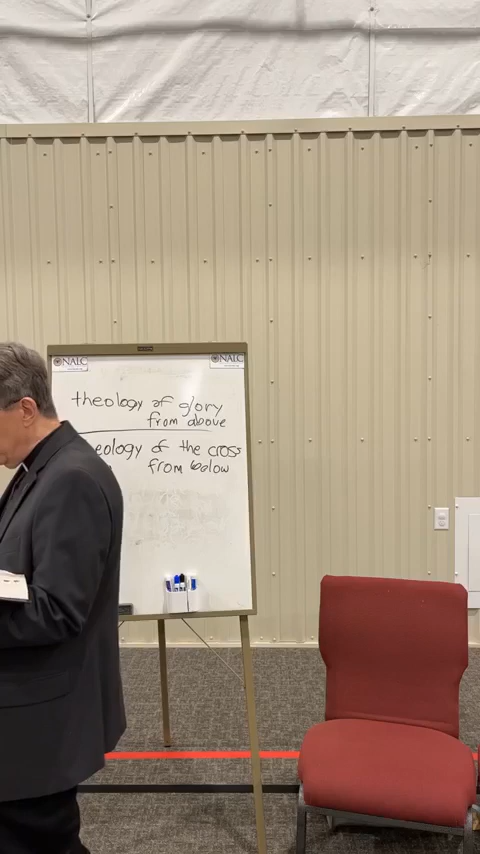 NALC
NALC
theology of glory
from above
eology of the cross
from below